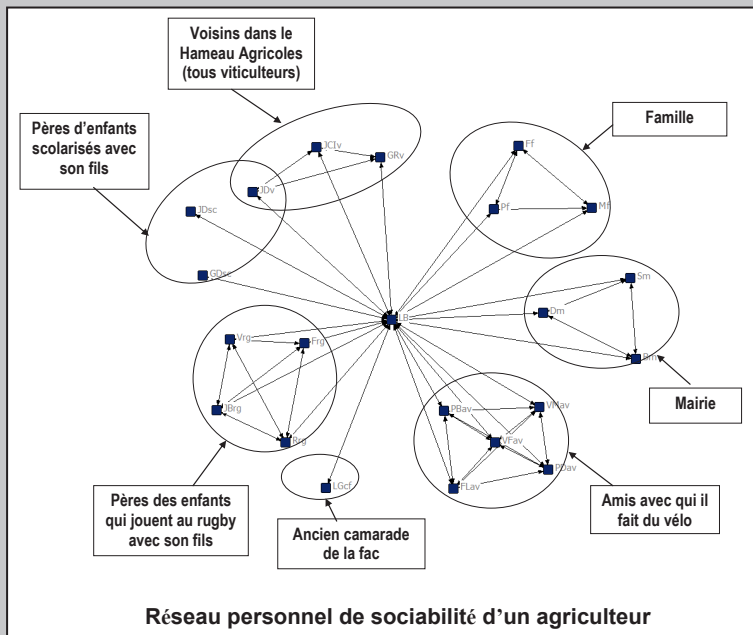 Voisins dans le
Hameau Agricoles
(tous viticulteurs)
Pères d'enfants
scolarisés avec
son fils
Famille
JCIv
GRv
JDv
JDsc
GDsc
Ff
Pf
Mf
Sm
Dm
Bm
LB
Mairie
Vrg
Frg
JBrg
Rrg
PBav
VMav
VFav
PDav
FLav
LGcf
Pères des enfants
qui jouent au rugby
avec son fils
Ancien camarade
de la fac
Amis avec qui il
fait du vélo
Réseau personnel de sociabilité d'un agriculteur